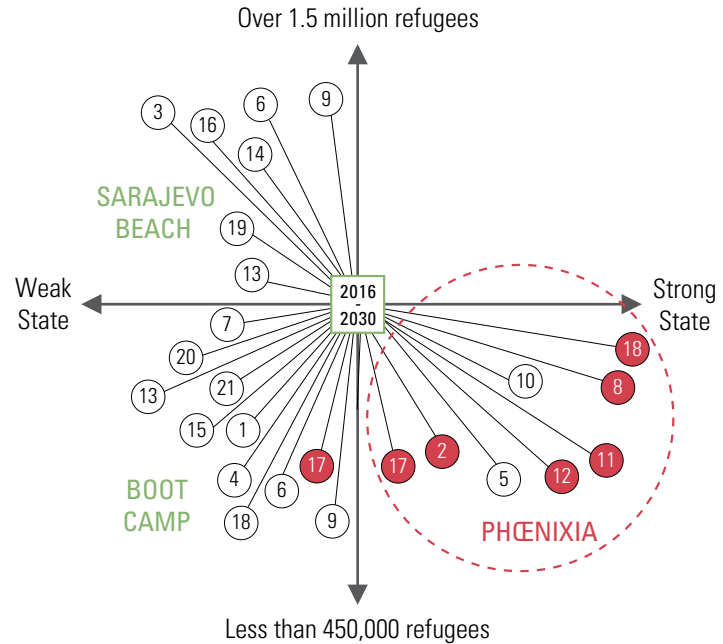 Over 1.5 million refugees
3
16
6
9
14
SARAJEVO
BEACH
19
13
Weak
State
2016
-
2030
Strong
State
7
18
20
10
8
13
21
15
1
2
4
17
17
5
12
11
BOOT
CAMP
18
6
9
PHŒNIXIA
Less than 450,000 refugees